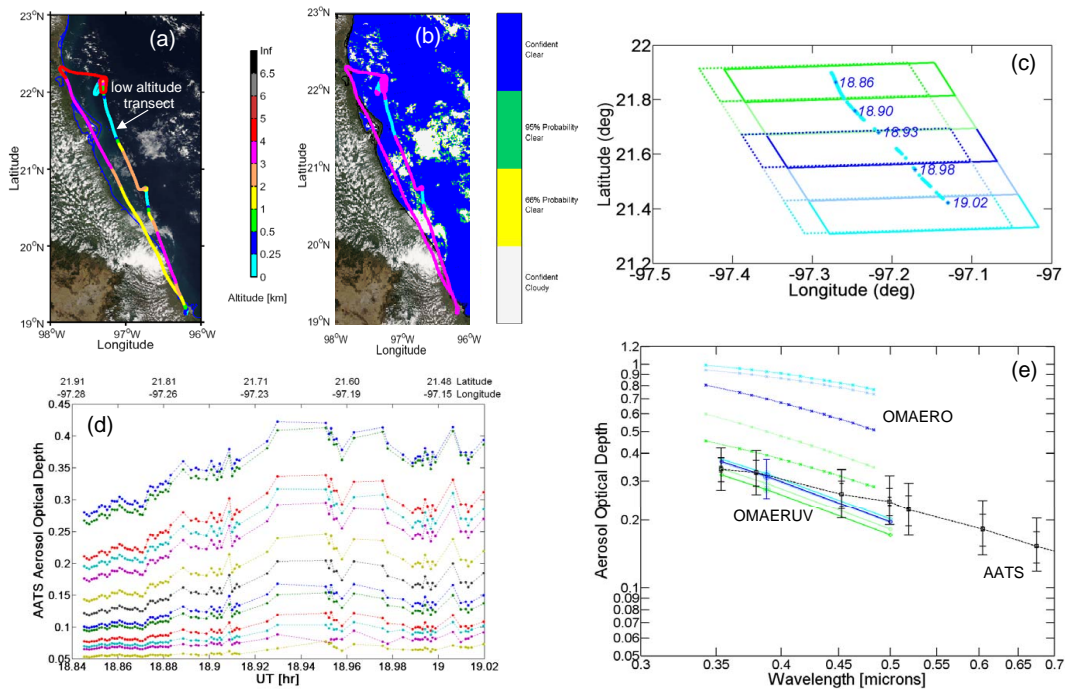 (a)
23°N
22°N
21°N
20°N
19°N
98°W
97°W
96°W
Latitude
Longitude
low altitude
transect
Inf
6.5
6
5
4
3
2
1
0.5
0.25
0
Altitude [km]
(b)
23°N
22°N
21°N
20°N
19°N
98°W
97°W
96°W
Latitude
Longitude
Confident
Clear
95% Probability
Clear
66% Probability
Clear
Confident
Cloudy
(c)
22
21.8
21.6
21.4
21.2
Latitude (deg)
18.86
18.90
18.93
18.98
19.02
-97.5
-97.4
-97.3
-97.2
-97.1
-97
Longitude (deg)
21.91
21.81
21.71
21.60
21.48
Latitude
-97.28
-97.26
-97.23
-97.19
-97.15
Longitude
(d)
0.45
0.4
0.35
0.3
0.25
0.2
0.15
0.1
0.05
AATS Aerosol Optical Depth
18.84
18.86
18.88
18.9
18.92
18.94
18.96
18.98
19
19.02
UT [hr]
(e)
1.2
1
0.9
0.8
0.7
0.6
0.5
0.4
0.3
0.2
0.1
0.09
0.08
0.07
0.06
0.05
Aerosol Optical Depth
OMAERO
OMAERUV
AATS
0.3
0.35
0.4
0.45
0.5
0.55
0.6
0.65
0.7
Wavelength [microns]